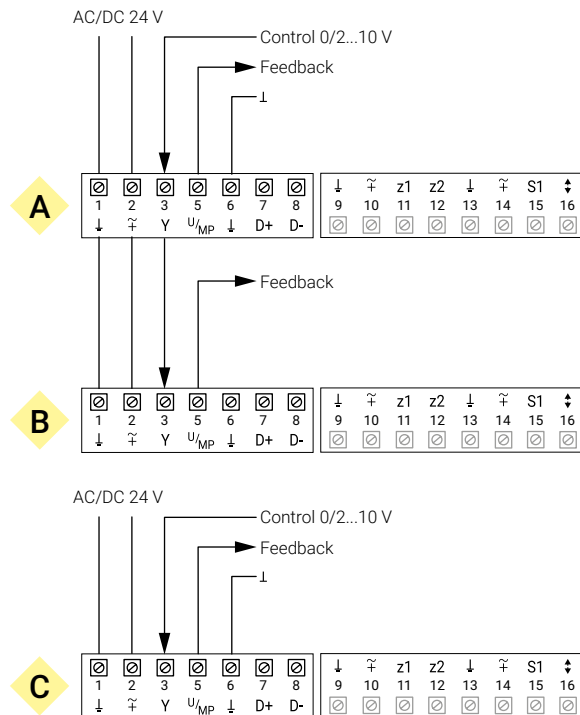 AC/DC 24 V
Control 0/2...10 V
Feedback
⊥
A
1 2 3 5 6 7 8
⊥ ~∓ Y U/MP ⊥ D+ D-
⊥ ~∓ z1 z2 ⊥ ~∓ S1
9 10 11 12 13 14 15 16
Feedback
B
1 2 3 5 6 7 8
⊥ ~∓ Y U/MP ⊥ D+ D-
⊥ ~∓ z1 z2 ⊥ ~∓ S1
9 10 11 12 13 14 15 16
AC/DC 24 V
Control 0/2...10 V
Feedback
⊥
C
1 2 3 5 6 7 8
⊥ ~∓ Y U/MP ⊥ D+ D-
⊥ ~∓ z1 z2 ⊥ ~∓ S1
9 10 11 12 13 14 15 16